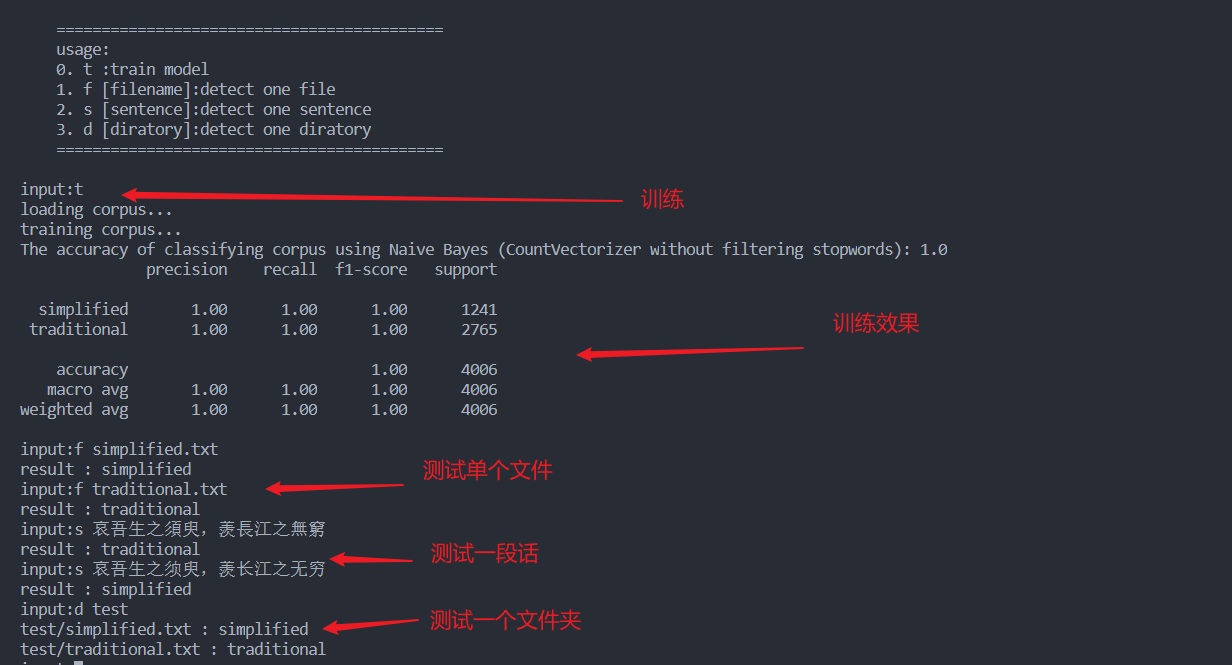 ===========================================
usage:
0. t :train model
1. f [filename]:detect one file
2. s [sentence]:detect one sentence
3. d [diratory]:detect one diratory
===========================================
input:t
训练
loading corpus...
training corpus...
The accuracy of classifying corpus using Naive Bayes (CountVectorizer without filtering stopwords): 1.0
precision recall f1-score support
simplified 1.00 1.00 1.00 1241
traditional 1.00 1.00 1.00 2765
训练效果
accuracy 1.00 4006
macro avg 1.00 1.00 1.00 4006
weighted avg 1.00 1.00 1.00 4006
input:f simplified.txt
result : simplified
测试单个文件
input:f traditional.txt
result : traditional
input:s 哀吾生之須臾，羨長江之無窮
result : traditional
测试一段话
input:s 哀吾生之须臾，羡长江之无穷
result : simplified
input:d test
测试一个文件夹
test/simplified.txt : simplified
test/traditional.txt : traditional